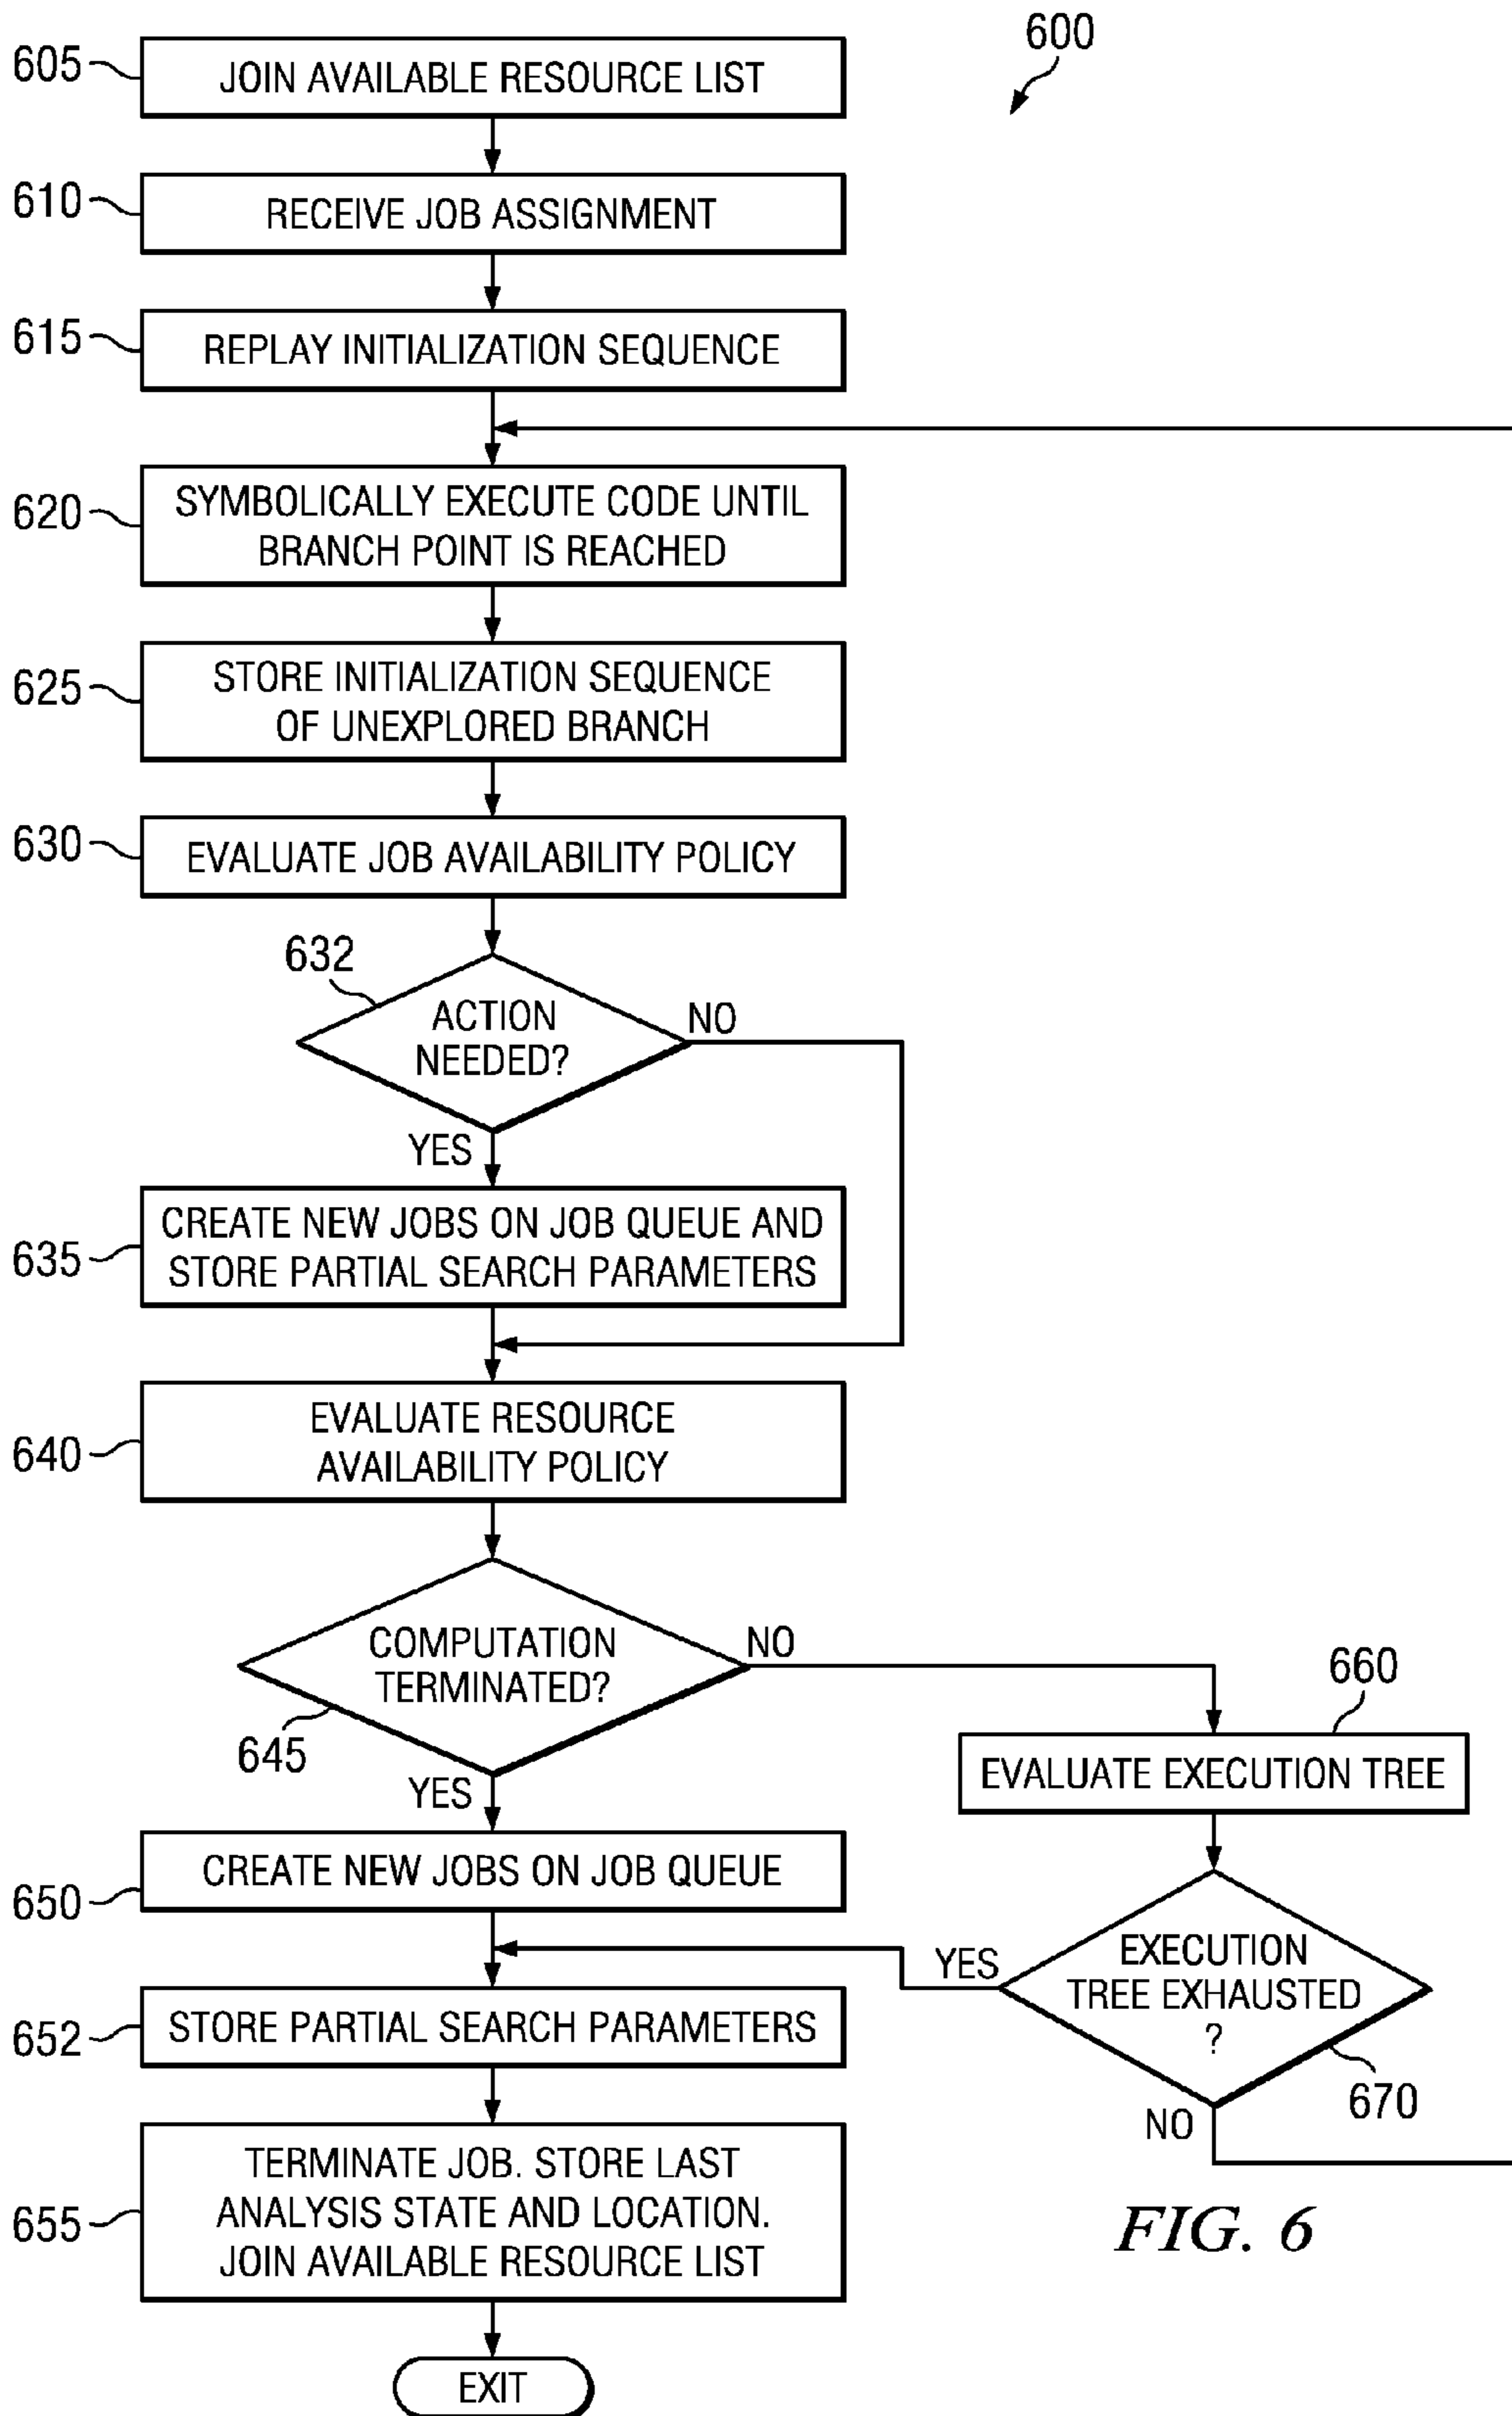 600
605
JOIN AVAILABLE RESOURCE LIST
610
RECEIVE JOB ASSIGNMENT
615
REPLAY INITIALIZATION SEQUENCE
620
SYMBOLICALLY EXECUTE CODE UNTIL
BRANCH POINT IS REACHED
625
STORE INITIALIZATION SEQUENCE
OF UNEXPLORED BRANCH
630
EVALUATE JOB AVAILABILITY POLICY
632
ACTION
NEEDED?
NO
YES
635
CREATE NEW JOBS ON JOB QUEUE AND
STORE PARTIAL SEARCH PARAMETERS
640
EVALUATE RESOURCE
AVAILABILITY POLICY
COMPUTATION
TERMINATED?
645
NO
YES
660
EVALUATE EXECUTION TREE
650
CREATE NEW JOBS ON JOB QUEUE
EXECUTION
TREE EXHAUSTED
?
YES
670
NO
652
STORE PARTIAL SEARCH PARAMETERS
655
TERMINATE JOB. STORE LAST
ANALYSIS STATE AND LOCATION.
JOIN AVAILABLE RESOURCE LIST
EXIT
FIG. 6